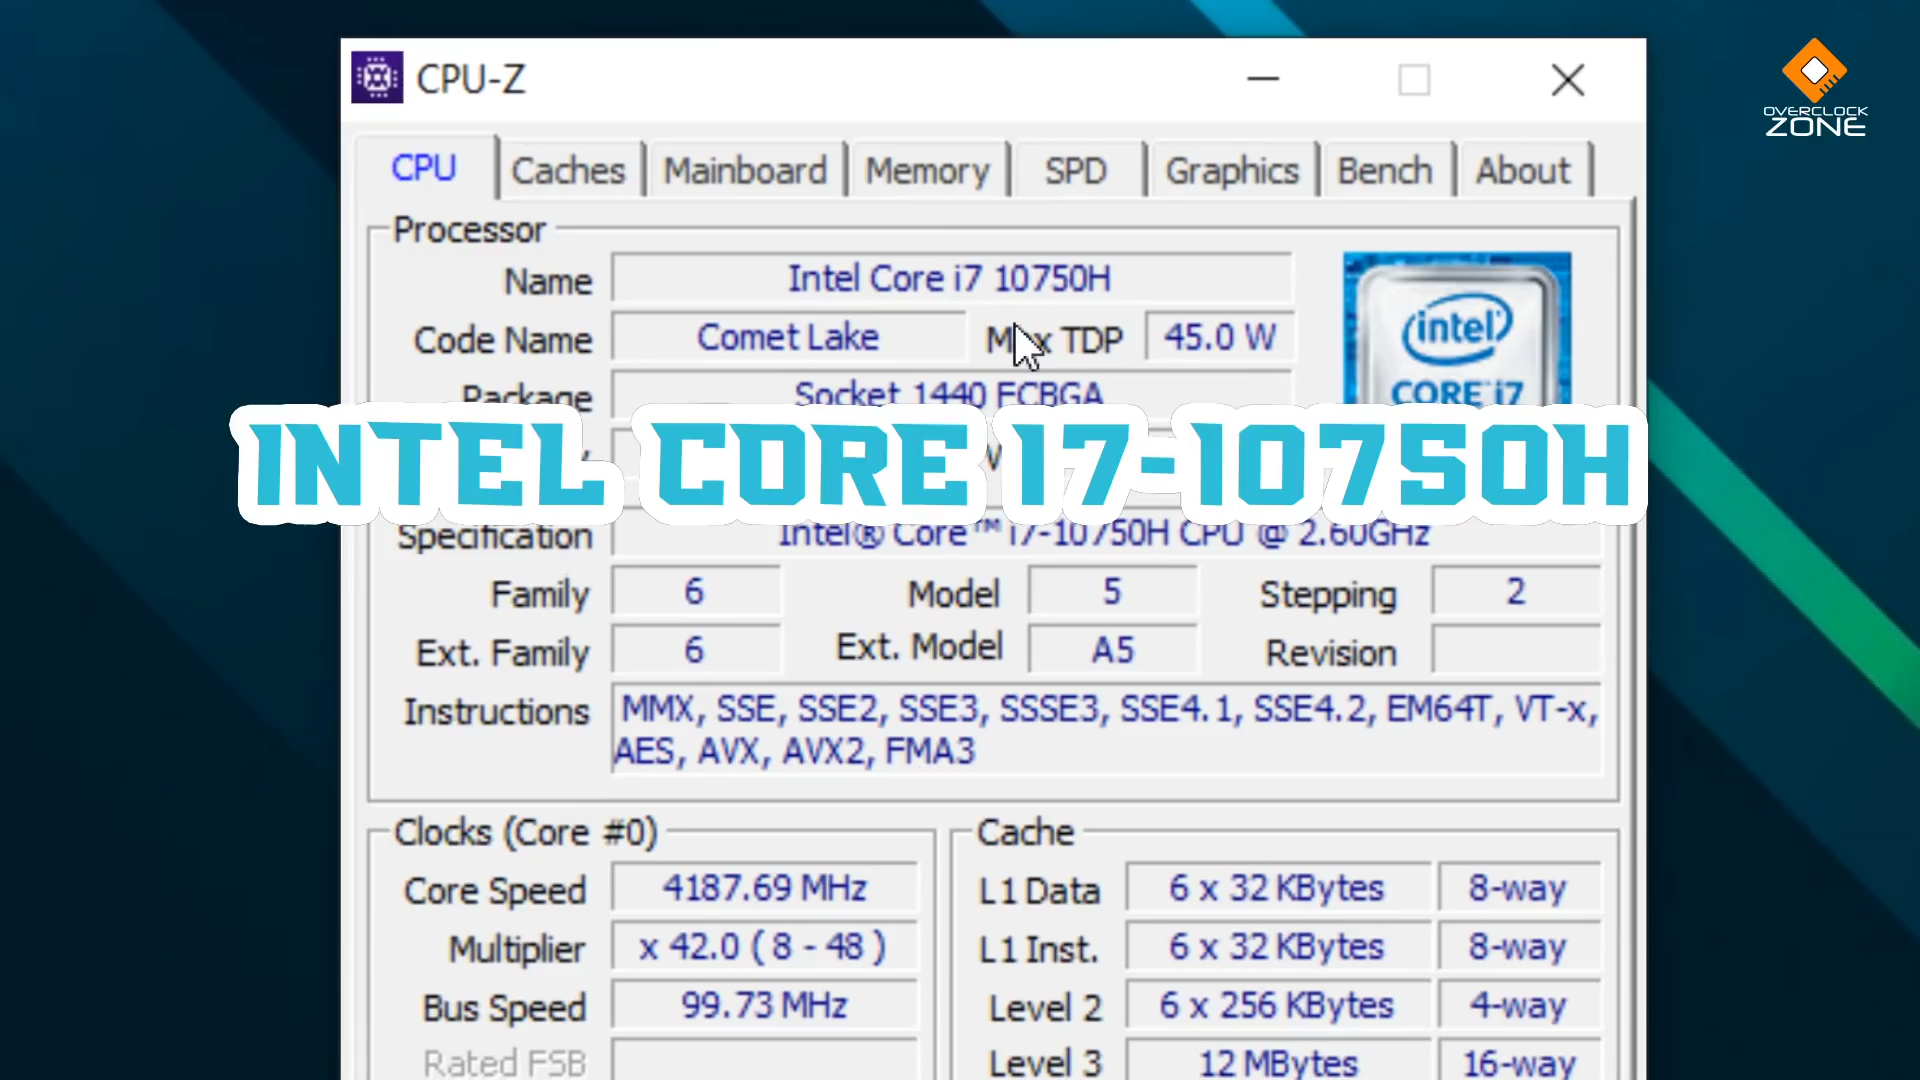 CPU-Z
OVERCLOCK
ZONE
CPU Caches Mainboard Memory SPD Graphics Bench About
Processor
Name Intel Core i7 10750H
Code Name Comet Lake Max TDP 45.0 W
intel
Package Socket 1440 FCBGA
CORE i7
INTEL CORE I7-10750H
Specification Intel® Core™ i7-10750H CPU @ 2.60GHz
Family 6 Model 5 Stepping 2
Ext. Family 6 Ext. Model A5 Revision
Instructions MMX, SSE, SSE2, SSE3, SSSE3, SSE4.1, SSE4.2, EM64T, VT-x,
AES, AVX, AVX2, FMA3
Clocks (Core #0) Cache
Core Speed 4187.69 MHz L1 Data 6 x 32 KBytes 8-way
Multiplier x 42.0 ( 8 - 48 ) L1 Inst. 6 x 32 KBytes 8-way
Bus Speed 99.73 MHz Level 2 6 x 256 KBytes 4-way
Rated FSB Level 3 12 MBytes 16-way